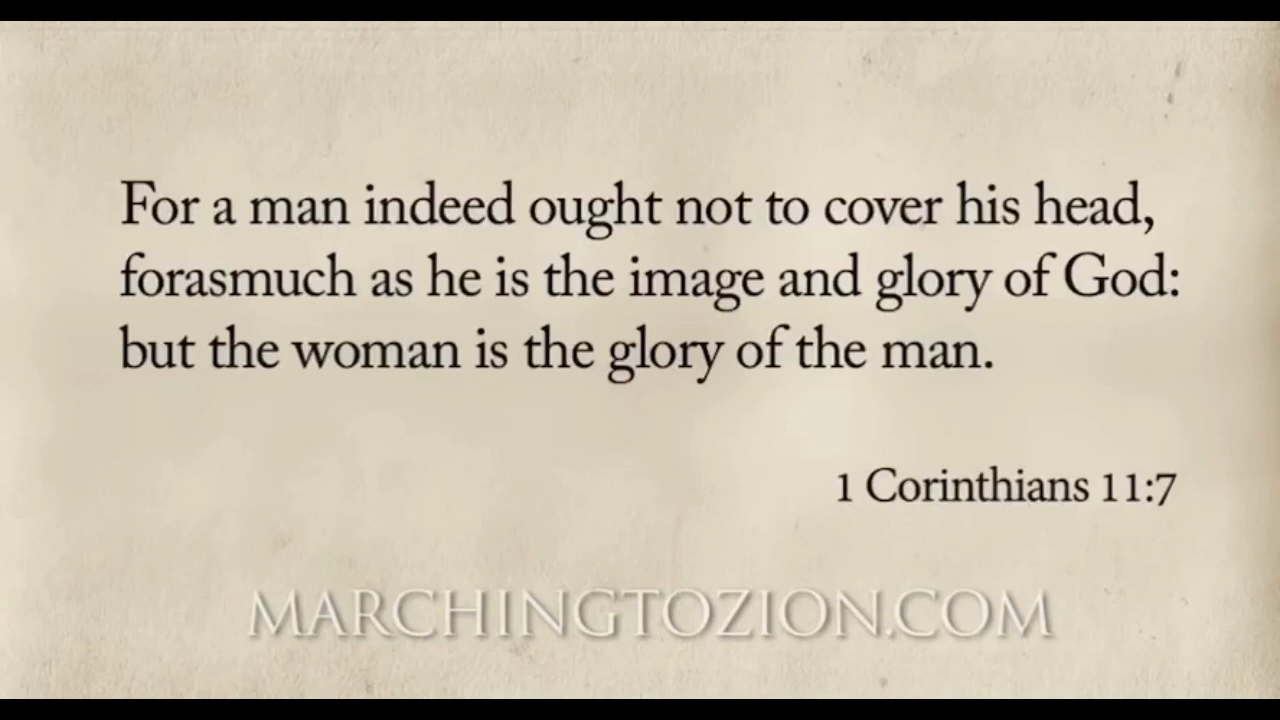 For a man indeed ought not to cover his head,
forasmuch as he is the image and glory of God:
but the woman is the glory of the man.
1 Corinthians 11:7
MARCHINGTOZION.COM